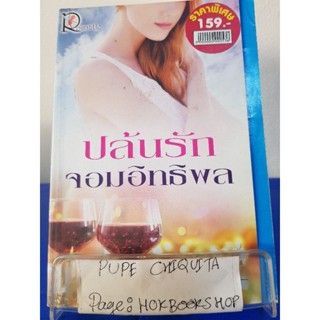 ราคาพิเศษ
159.-
ปล้นรัก
จอมอิทธิพล
PUPE CHIQUITA
Page: MOKBOOKSHOP